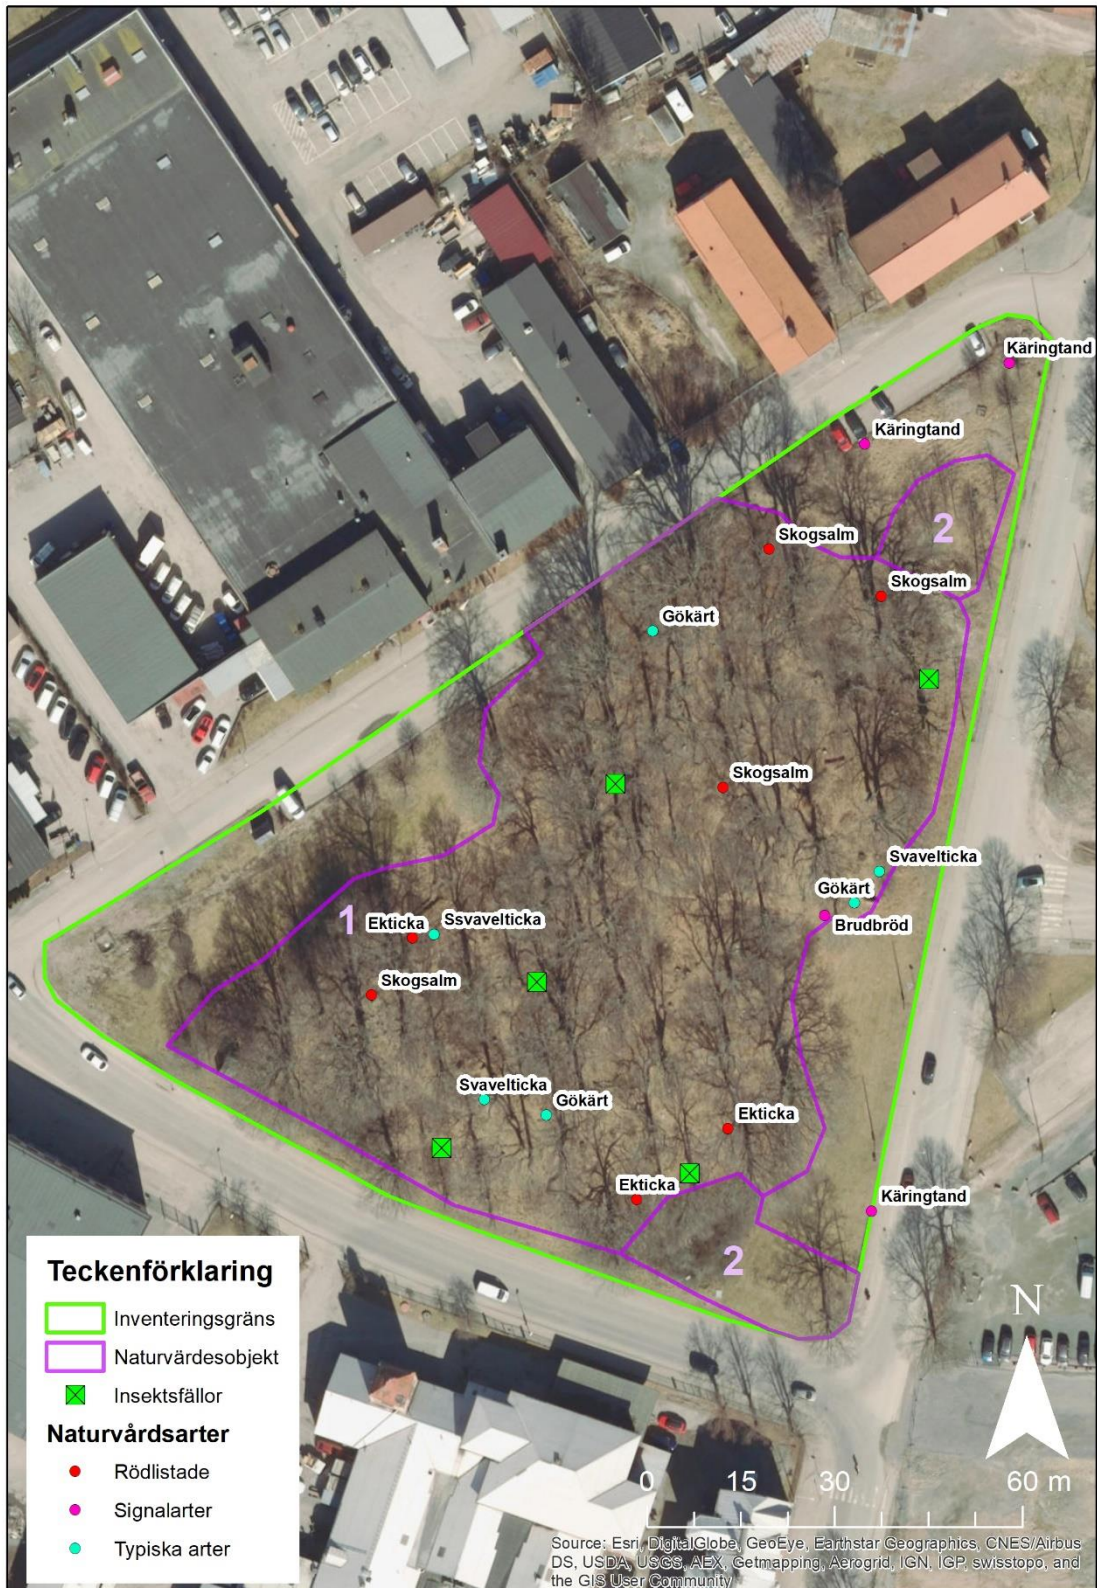 Käringtand
Käringtand
2
Skogsalm
Skogsalm
Gökärt
Skogsalm
Svavelticka
Gökärt
Brudbröd
1
Ekticka
Ssvavelticka
Skogsalm
Svavelticka
Gökärt
Ekticka
Ekticka
Käringtand
2
Teckenförklaring
Inventeringsgräns
Naturvärdesobjekt
Insektsfällor
Naturvårdsarter
Rödlistade
Signalarter
Typiska arter
N
0 15 30 60 m
Source: Esri, DigitalGlobe, GeoEye, Earthstar Geographics, CNES/Airbus
DS, USDA, USGS, AEX, Getmapping, Aerogrid, IGN, IGP, swisstopo, and
the GIS User Community